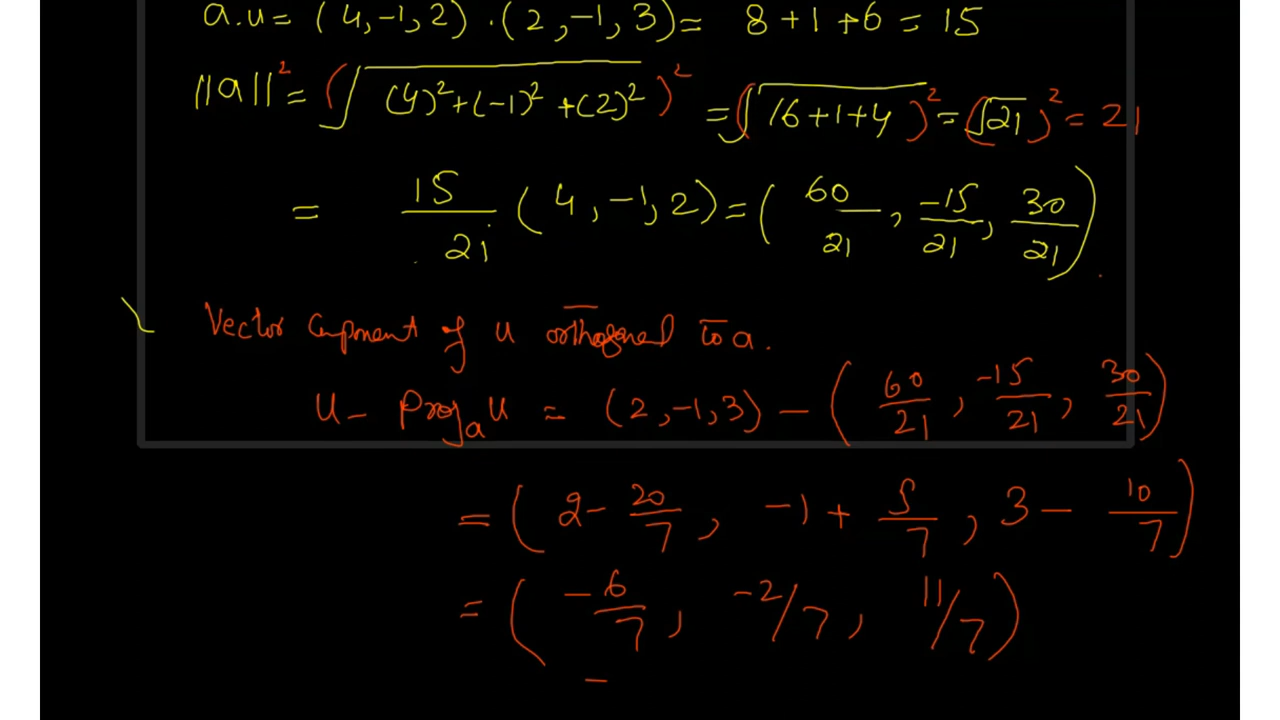 a.u = (4,-1,2) . (2,-1,3) = 8+1+6 = 15
||a||² = (√(4)²+(-1)²+(2)²)² = (√16+1+4)² = (√21)² = 21
= 15/21 (4,-1,2) = (60/21, -15/21, 30/21)
Vector Component of u orthogonal to a.
u - Proj_a u = (2,-1,3) - (60/21, -15/21, 30/21)
= (2 - 20/7, -1 + 5/7, 3 - 10/7)
= (-6/7, -2/7, 11/7)